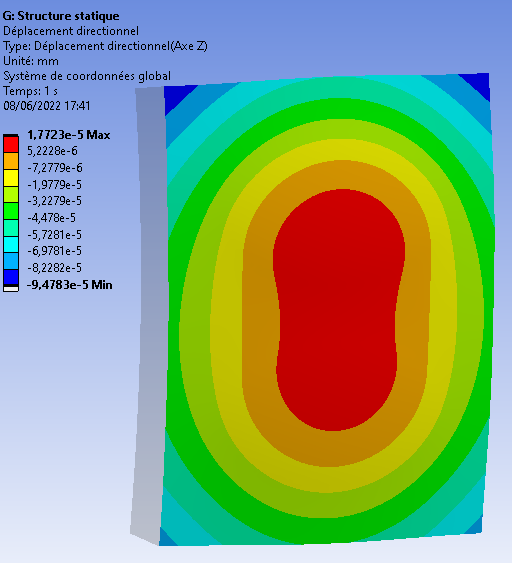 G: Structure statique
Déplacement directionnel
Type: Déplacement directionnel(Axe Z)
Unité: mm
Système de coordonnées global
Temps: 1 s
08/06/2022 17:41
1,7723e-5 Max
5,2228e-6
-7,2779e-6
-1,9779e-5
-3,2279e-5
-4,478e-5
-5,7281e-5
-6,9781e-5
-8,2282e-5
-9,4783e-5 Min